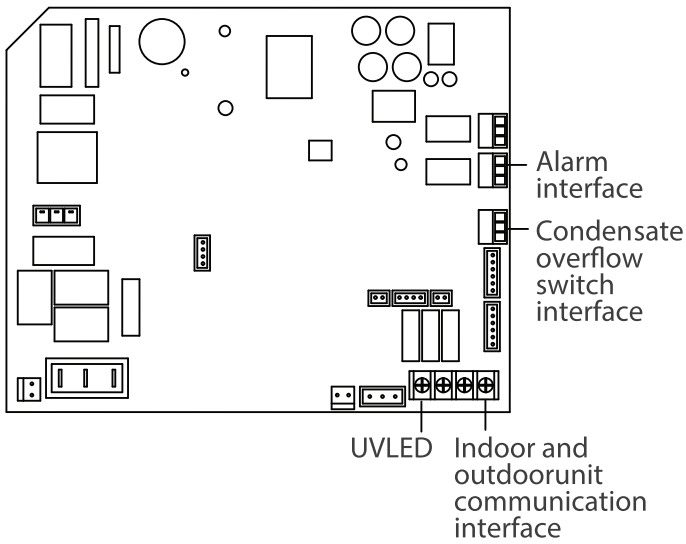 Alarm
interface
Condensate
overflow
switch
interface
UVLED
Indoor and
outdoorunit
communication
interface